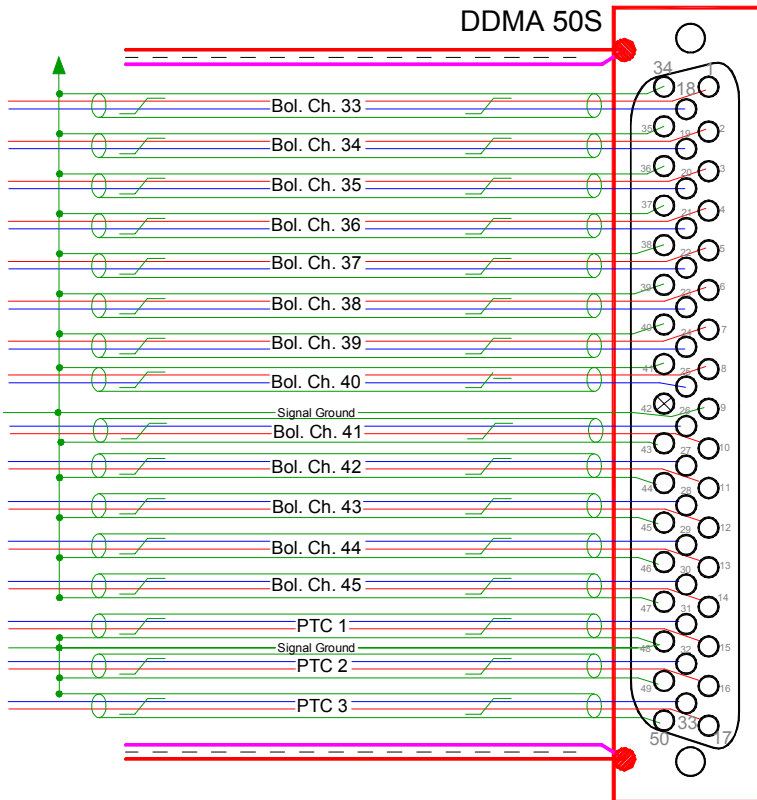 DDMA 50S
34
1
18
Bol. Ch. 33
35
19
2
Bol. Ch. 34
36
20
3
Bol. Ch. 35
37
21
4
Bol. Ch. 36
38
22
5
Bol. Ch. 37
39
23
6
Bol. Ch. 38
40
24
7
Bol. Ch. 39
41
25
8
Bol. Ch. 40
42
26
9
Signal Ground
Bol. Ch. 41
43
27
10
Bol. Ch. 42
44
28
11
Bol. Ch. 43
45
29
12
Bol. Ch. 44
46
30
13
Bol. Ch. 45
47
31
14
PTC 1
Signal Ground
48
32
15
PTC 2
49
16
PTC 3
50
33
17